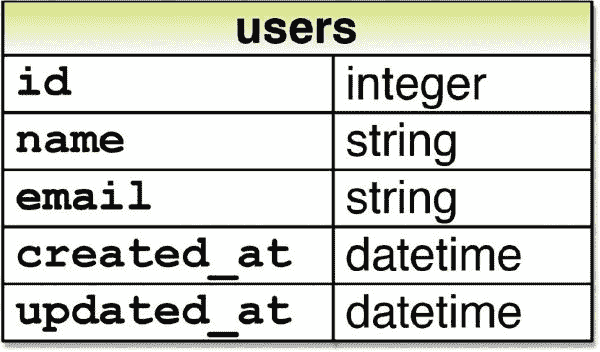 users
id integer
name string
email string
created_at datetime
updated_at datetime